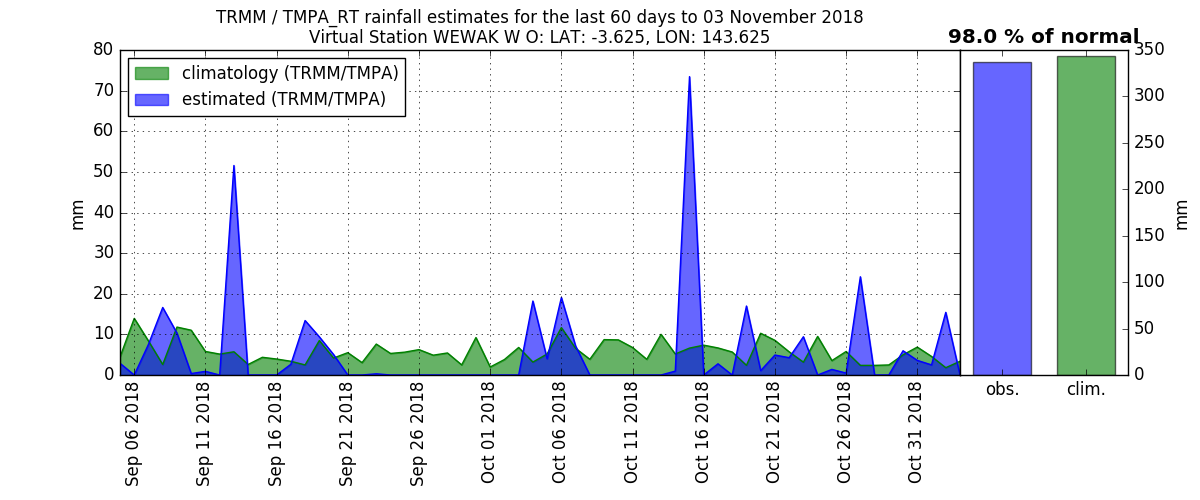 TRMM / TMPA_RT rainfall estimates for the last 60 days to 03 November 2018
Virtual Station WEWAK W O: LAT: -3.625, LON: 143.625
98.0 % of normal
climatology (TRMM/TMPA)
estimated (TRMM/TMPA)
80
70
60
50
40
30
20
10
0
mm
350
300
250
200
150
100
50
0
mm
Sep 06 2018
Sep 11 2018
Sep 16 2018
Sep 21 2018
Sep 26 2018
Oct 01 2018
Oct 06 2018
Oct 11 2018
Oct 16 2018
Oct 21 2018
Oct 26 2018
Oct 31 2018
obs.
clim.